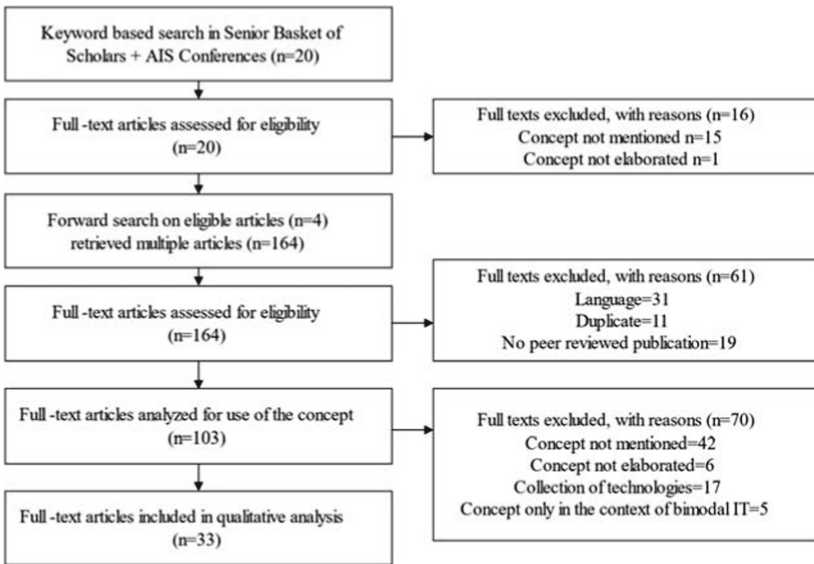 Keyword based search in Senior Basket of
Scholars + AIS Conferences (n=20)
Full -text articles assessed for eligibility
(n=20)
Full texts excluded, with reasons (n=16)
Concept not mentioned n=15
Concept not elaborated n=1
Forward search on eligible articles (n=4)
retrieved multiple articles (n=164)
Full -text articles assessed for eligibility
(n=164)
Full texts excluded, with reasons (n=61)
Language=31
Duplicate=11
No peer reviewed publication=19
Full -text articles analyzed for use of the concept
(n=103)
Full texts excluded, with reasons (n=70)
Concept not mentioned=42
Concept not elaborated=6
Collection of technologies=17
Concept only in the context of bimodal IT=5
Full -text articles included in qualitative analysis
(n=33)